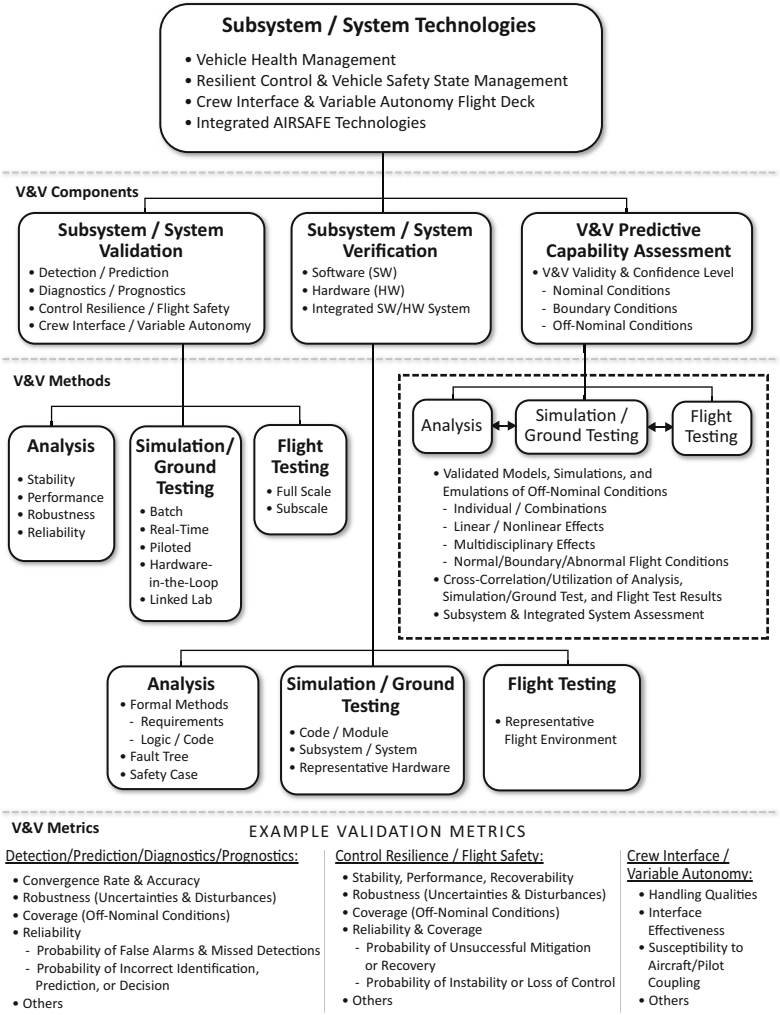 Subsystem / System Technologies
• Vehicle Health Management
• Resilient Control & Vehicle Safety State Management
• Crew Interface & Variable Autonomy Flight Deck
• Integrated AIRSAFE Technologies
V&V Components
Subsystem / System
Validation
• Detection / Prediction
• Diagnostics / Prognostics
• Control Resilience / Flight Safety
• Crew Interface / Variable Autonomy
Subsystem / System
Verification
• Software (SW)
• Hardware (HW)
• Integrated SW/HW System
V&V Predictive
Capability Assessment
• V&V Validity & Confidence Level
- Nominal Conditions
- Boundary Conditions
- Off-Nominal Conditions
V&V Methods
Analysis
• Stability
• Performance
• Robustness
• Reliability
Simulation/
Ground
Testing
• Batch
• Real-Time
• Piloted
• Hardware-
in-the-Loop
• Linked Lab
Flight
Testing
• Full Scale
• Subscale
Analysis
Simulation /
Ground Testing
Flight
Testing
• Validated Models, Simulations, and
Emulations of Off-Nominal Conditions
- Individual / Combinations
- Linear / Nonlinear Effects
- Multidisciplinary Effects
- Normal/Boundary/Abnormal Flight Conditions
• Cross-Correlation/Utilization of Analysis,
Simulation/Ground Test, and Flight Test Results
• Subsystem & Integrated System Assessment
Analysis
• Formal Methods
- Requirements
- Logic / Code
• Fault Tree
• Safety Case
Simulation / Ground
Testing
• Code / Module
• Subsystem / System
• Representative Hardware
Flight Testing
• Representative
Flight Environment
V&V Metrics
EXAMPLE VALIDATION METRICS
Detection/Prediction/Diagnostics/Prognostics:
• Convergence Rate & Accuracy
• Robustness (Uncertainties & Disturbances)
• Coverage (Off-Nominal Conditions)
• Reliability
- Probability of False Alarms & Missed Detections
- Probability of Incorrect Identification,
Prediction, or Decision
• Others
Control Resilience / Flight Safety:
• Stability, Performance, Recoverability
• Robustness (Uncertainties & Disturbances)
• Coverage (Off-Nominal Conditions)
• Reliability & Coverage
- Probability of Unsuccessful Mitigation
or Recovery
- Probability of Instability or Loss of Control
• Others
Crew Interface /
Variable Autonomy:
• Handling Qualities
• Interface
Effectiveness
• Susceptibility to
Aircraft/Pilot
Coupling
• Others